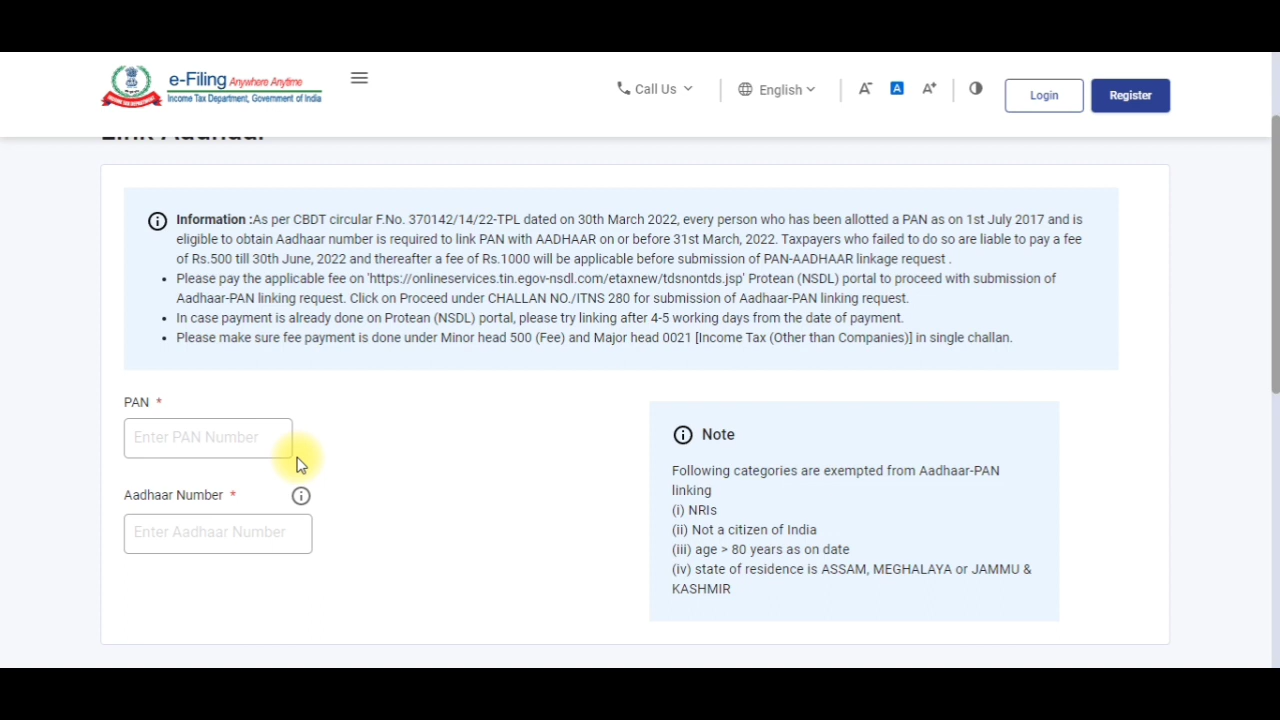 e-Filing Anywhere Anytime
Income Tax Department, Government of India
Call Us
English
A-
A
A+
Login
Register
Link Aadhaar
Information :As per CBDT circular F.No. 370142/14/22-TPL dated on 30th March 2022, every person who has been allotted a PAN as on 1st July 2017 and is
eligible to obtain Aadhaar number is required to link PAN with AADHAAR on or before 31st March, 2022. Taxpayers who failed to do so are liable to pay a fee
of Rs.500 till 30th June, 2022 and thereafter a fee of Rs.1000 will be applicable before submission of PAN-AADHAAR linkage request .
• Please pay the applicable fee on 'https://onlineservices.tin.egov-nsdl.com/etaxnew/tdsnontds.jsp' Protean (NSDL) portal to proceed with submission of
Aadhaar-PAN linking request. Click on Proceed under CHALLAN NO./ITNS 280 for submission of Aadhaar-PAN linking request.
• In case payment is already done on Protean (NSDL) portal, please try linking after 4-5 working days from the date of payment.
• Please make sure fee payment is done under Minor head 500 (Fee) and Major head 0021 [Income Tax (Other than Companies)] in single challan.
PAN *
Enter PAN Number
Aadhaar Number *
Enter Aadhaar Number
Note
Following categories are exempted from Aadhaar-PAN
linking
(i) NRIs
(ii) Not a citizen of India
(iii) age > 80 years as on date
(iv) state of residence is ASSAM, MEGHALAYA or JAMMU &
KASHMIR